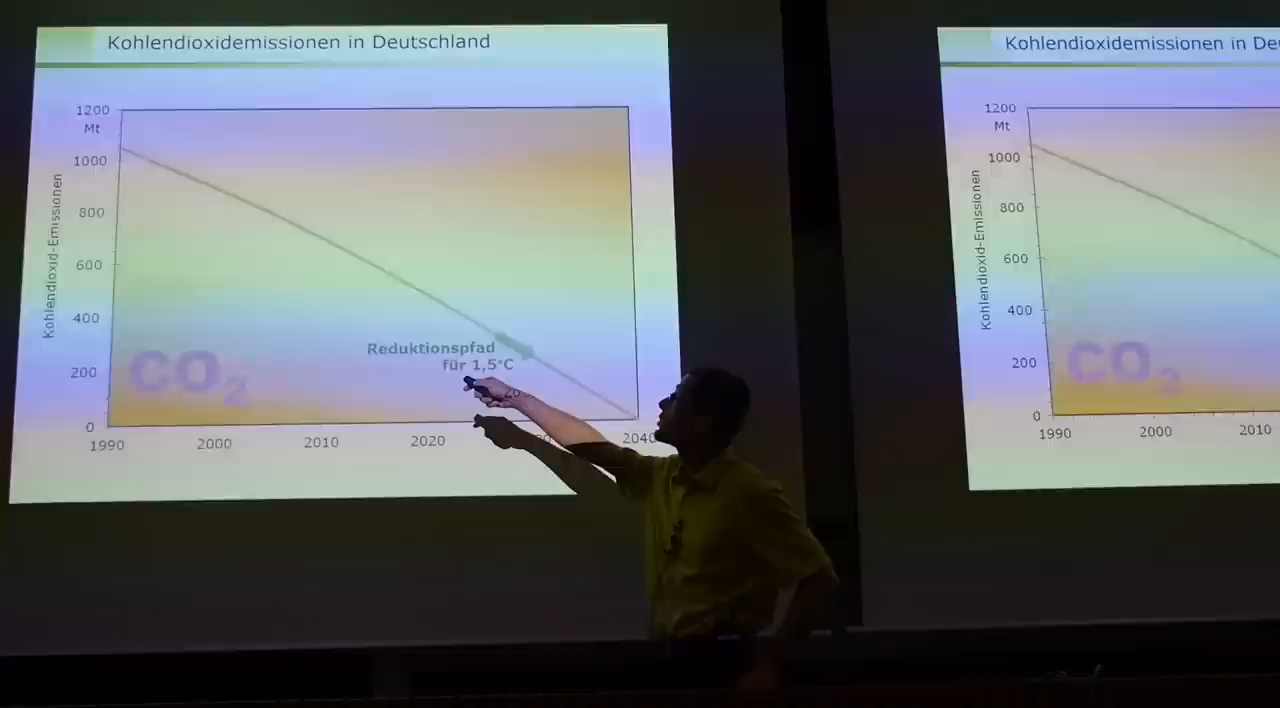 Kohlendioxidemissionen in Deutschland
1200
Mt
1000
800
600
400
200
0
Kohlendioxid-Emissionen
Reduktionspfad
für 1,5°C
CO2
1990
2000
2010
2020
2040
Kohlendioxidemissionen in De
1200
Mt
1000
800
600
400
200
0
Kohlendioxid-Emissionen
CO2
1990
2000
2010